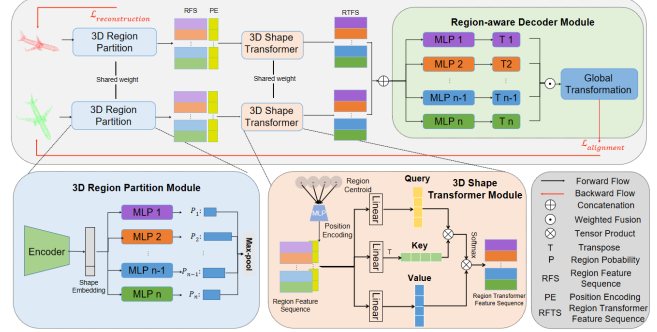 ℒreconstruction
RFS
PE
RTFS
Region-aware Decoder Module
3D Region
Partition
3D Shape
Transformer
MLP 1
T 1
MLP 2
T2
Shared weight
Shared weight
MLP n-1
T n-1
Global
Transformation
3D Region
Partition
3D Shape
Transformer
MLP n
T n
ℒalignment
3D Region Partition Module
MLP 1
P₁:
MLP 2
P₂:
Encoder
MLP n-1
Pₙ₋₁:
MLP n
Pₙ:
Shape
Embedding
Max-pool
Region
Centroid
MLP
Position
Encoding
Query
3D Shape
Transformer Module
Linear
Linear
Linear
T
Key
Value
Softmax
Region Feature
Sequence
Region Transformer
Feature Sequence
Forward Flow
Backward Flow
Concatenation
Weighted Fusion
Tensor Product
T Transpose
P Region Pobability
RFS Region Feature
Sequence
PE Position Encoding
RFTS Region Transformer
Feature Sequence